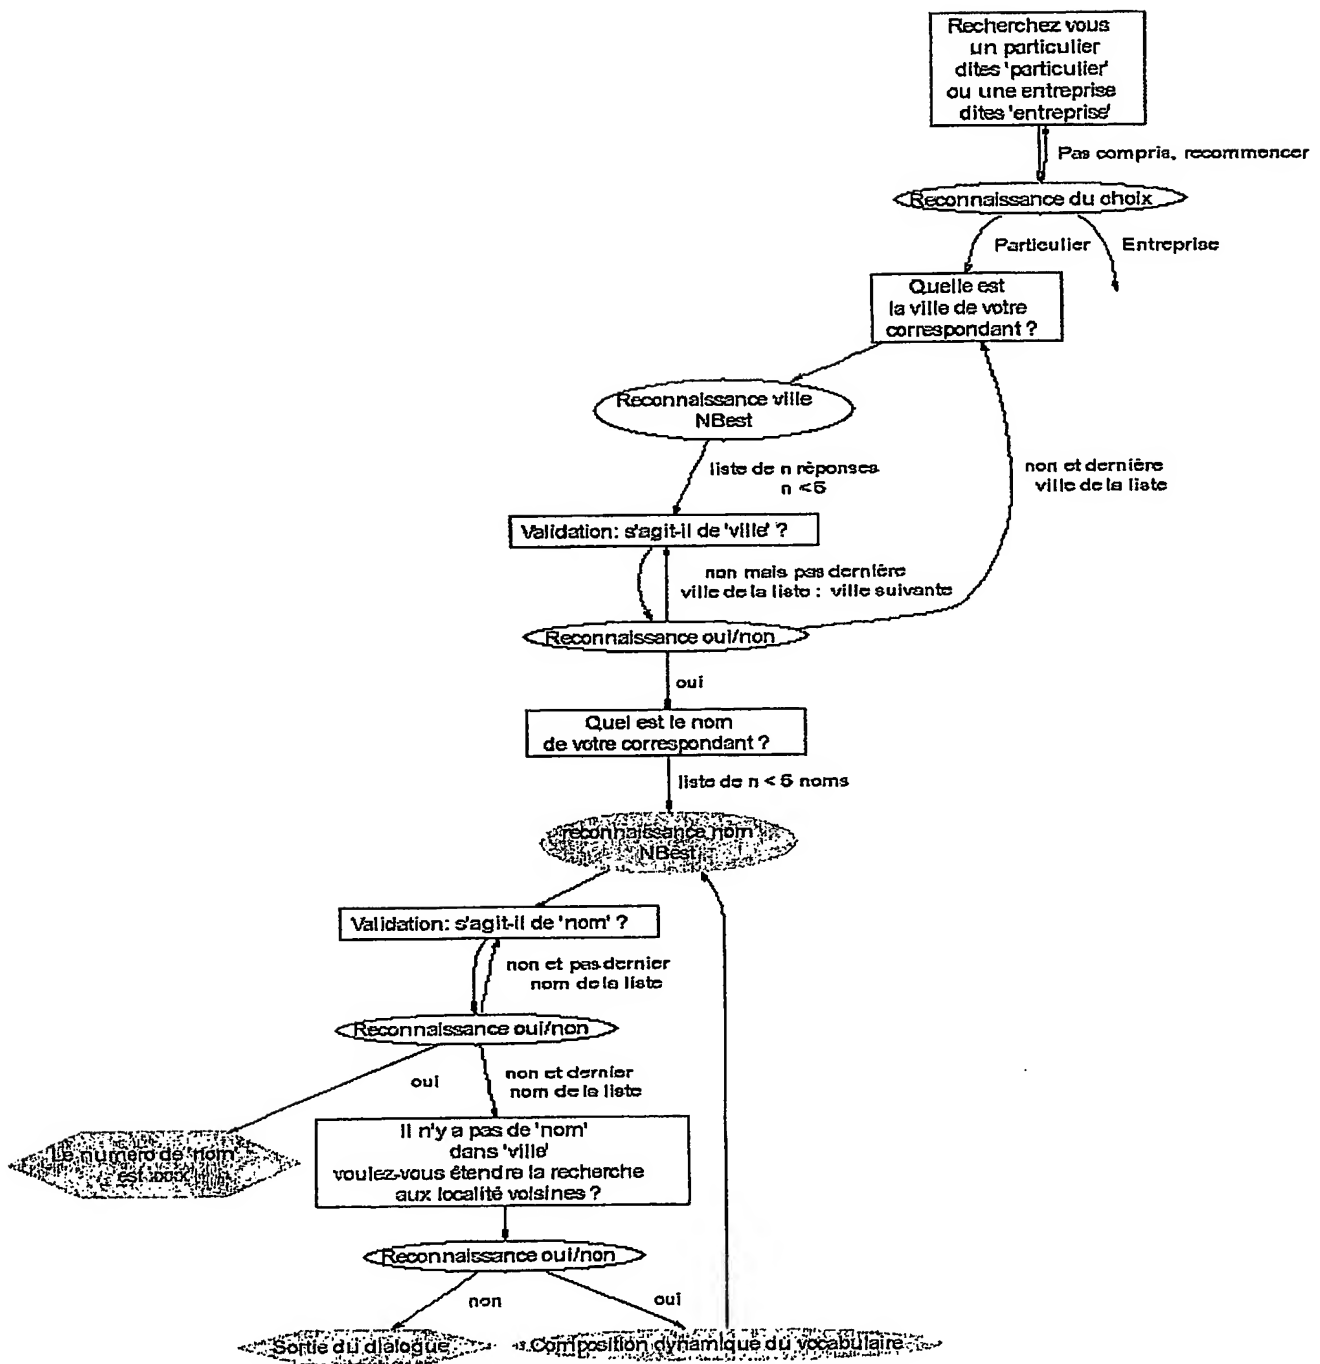 Recherchez vous
un particulier
dites 'particulier'
ou une entreprise
dites 'entreprise'
Pas compris, recommencer
Reconnaissance du choix
Particulier
Entreprise
Quelle est
la ville de votre
correspondant ?
Reconnaissance ville
NBest
liste de n réponses
n <5
non et dernière
ville de la liste
Validation: s'agit-il de 'ville' ?
non mais pas dernière
ville de la liste : ville suivante
Reconnaissance oui/non
oui
Quel est le nom
de votre correspondant ?
liste de n < 5 noms
reconnaissance nom
NBest
Validation: s'agit-il de 'nom' ?
non et pas dernier
nom de la liste
Reconnaissance oui/non
oui
non et dernier
nom de la liste
Le numéro de 'nom'
est xxx
Il n'y a pas de 'nom'
dans 'ville'
voulez-vous étendre la recherche
aux localité voisines ?
Reconnaissance oui/non
non
oui
Sortie du dialogue
Composition dynamique du vocabulaire